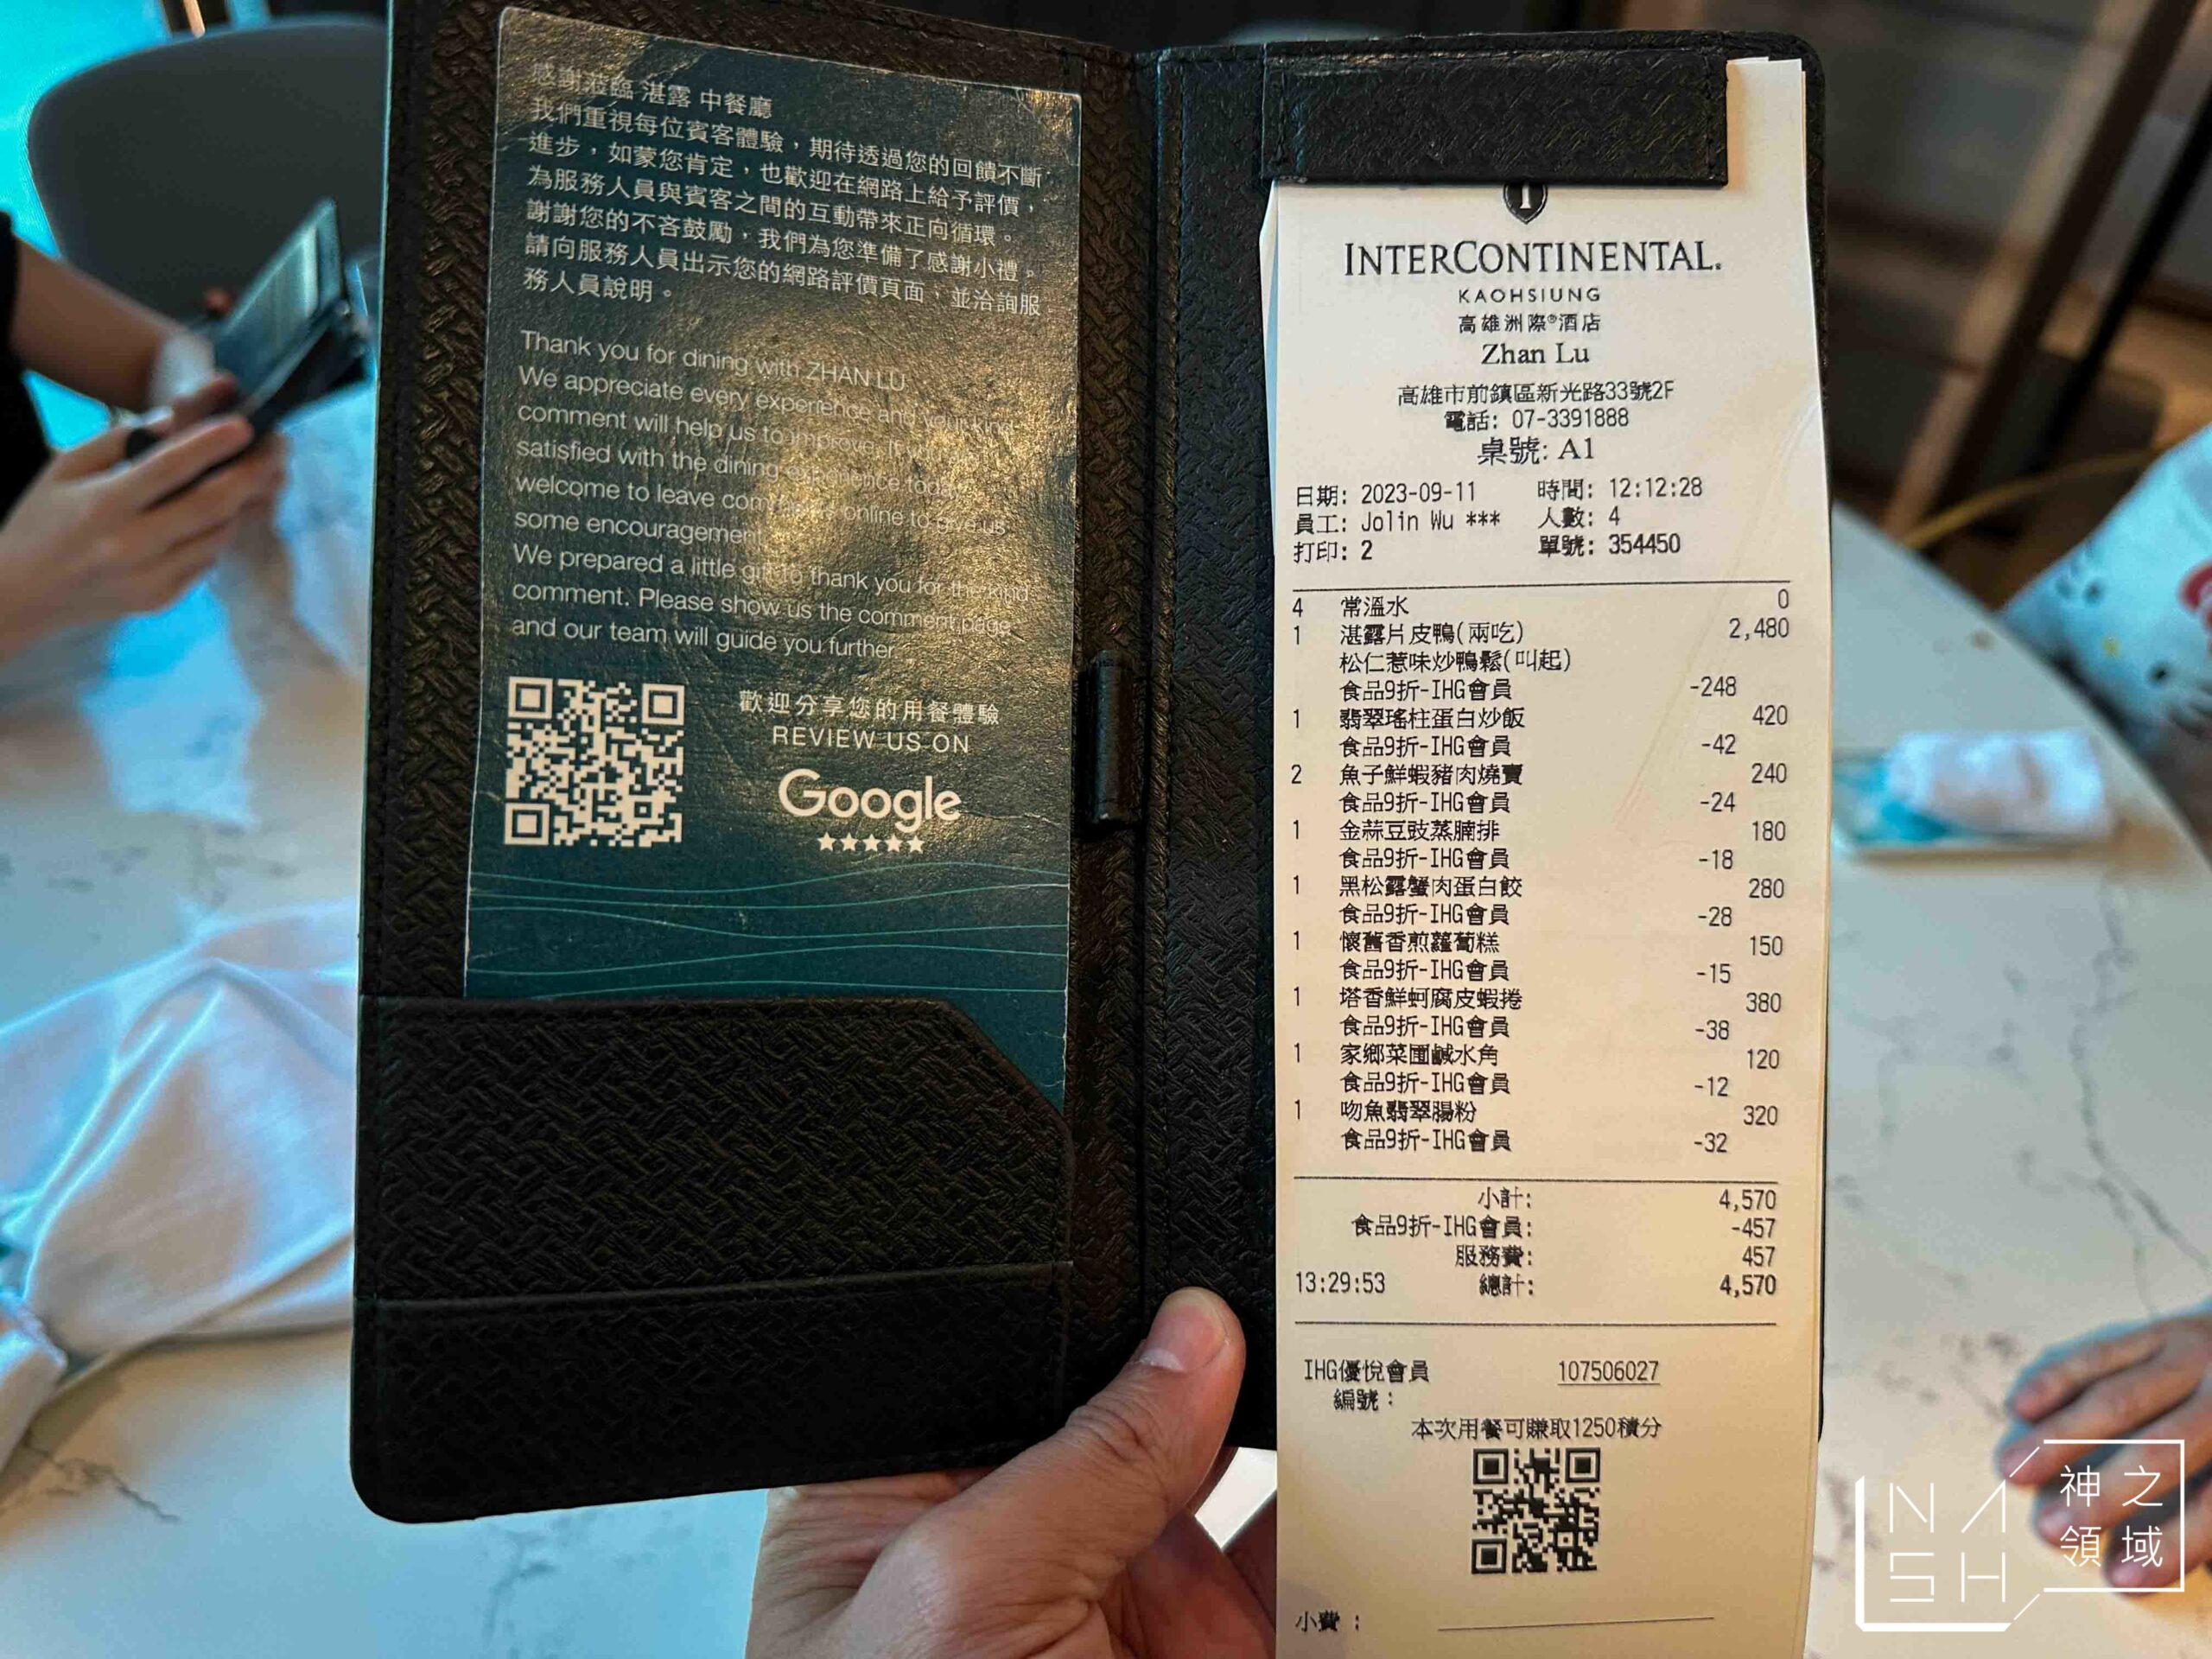 感謝蒞臨 湛露 中餐廳
我們重視每位賓客體驗，期待透過您的回饋不斷
進步，如蒙您肯定，也歡迎在網路上給予評價，
為服務人員與賓客之間的互動帶來正向循環。
謝謝您的不吝鼓勵，我們為您準備了感謝小禮。
請向服務人員出示您的網路評價頁面，並洽詢服
務人員說明。
Thank you for dining with ZHAN LU
We appreciate every experience and your kind
comment will help us to improve. If
satisfied with the dining experience today
welcome to leave comments online to give us
some encouragement
We prepared a little gift to thank you for the kind
comment. Please show us the comment page
and our team will guide you further.
歡迎分享您的用餐體驗
REVIEW US ON
Google
INTERCONTINENTAL.
KAOHSIUNG
高雄洲際®酒店
Zhan Lu
高雄市前鎮區新光路33號2F
電話: 07-3391888
桌號: A1
日期: 2023-09-11 時間: 12:12:28
員工: Jolin Wu *** 人數: 4
打印: 2 單號: 354450
4 常溫水 0
1 湛露片皮鴨(兩吃) 2,480
松仁惹味炒鴨鬆(叫起)
食品9折-IHG會員 -248
1 翡翠瑤柱蛋白炒飯 420
食品9折-IHG會員 -42
2 魚子鮮蝦豬肉燒賣 240
食品9折-IHG會員 -24
1 金蒜豆豉蒸腩排 180
食品9折-IHG會員 -18
1 黑松露蟹肉蛋白餃 280
食品9折-IHG會員 -28
1 懷舊香煎蘿蔔糕 150
食品9折-IHG會員 -15
1 塔香鮮蚵腐皮蝦捲 380
食品9折-IHG會員 -38
1 家鄉菜圃鹹水角 120
食品9折-IHG會員 -12
1 吻魚翡翠腸粉 320
食品9折-IHG會員 -32
小計: 4,570
食品9折-IHG會員: -457
服務費: 457
13:29:53 總計: 4,570
IHG優悅會員 107506027
編號：
本次用餐可賺取1250積分
小費：
NASH
神之
領域